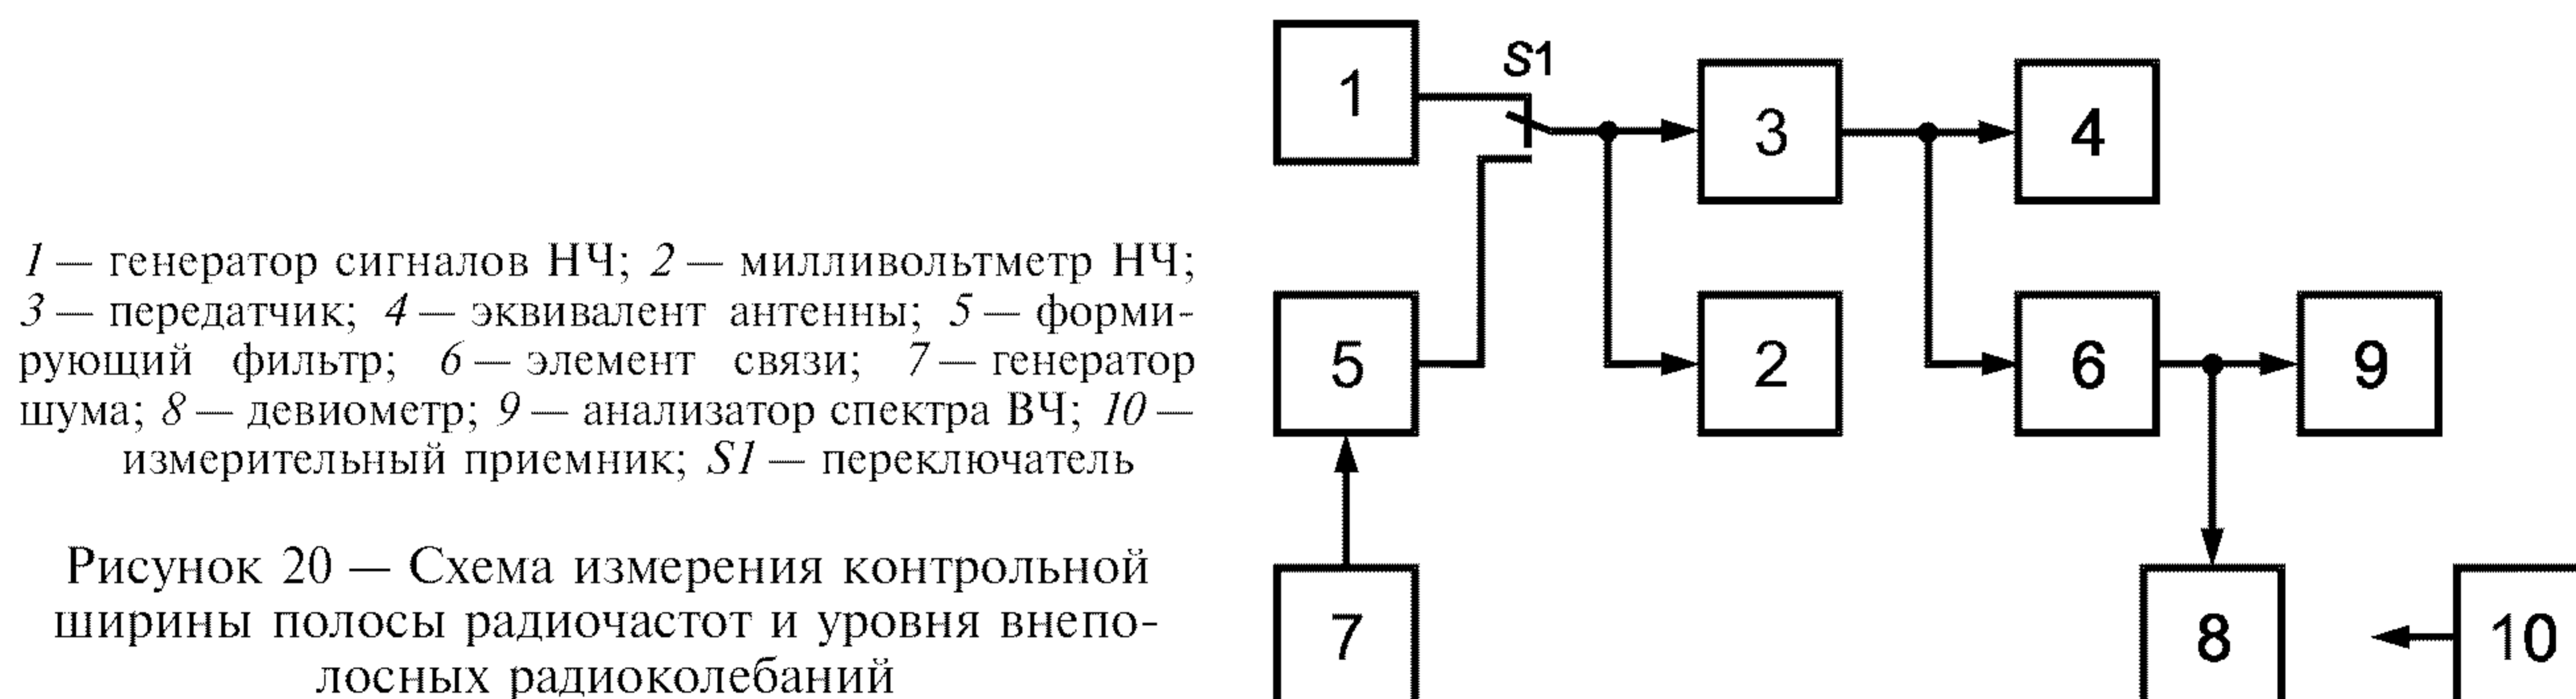 1 — генератор сигналов НЧ; 2 — милливольтметр НЧ;
3 — передатчик; 4 — эквивалент антенны; 5 — форми-
рующий фильтр; 6 — элемент связи; 7 — генератор
шума; 8 — девиометр; 9 — анализатор спектра ВЧ; 10 —
измерительный приемник; S1 — переключатель
Рисунок 20 — Схема измерения контрольной
ширины полосы радиочастот и уровня внепо-
лосных радиоколебаний
S1
1
3
4
5
2
6
9
7
8
10